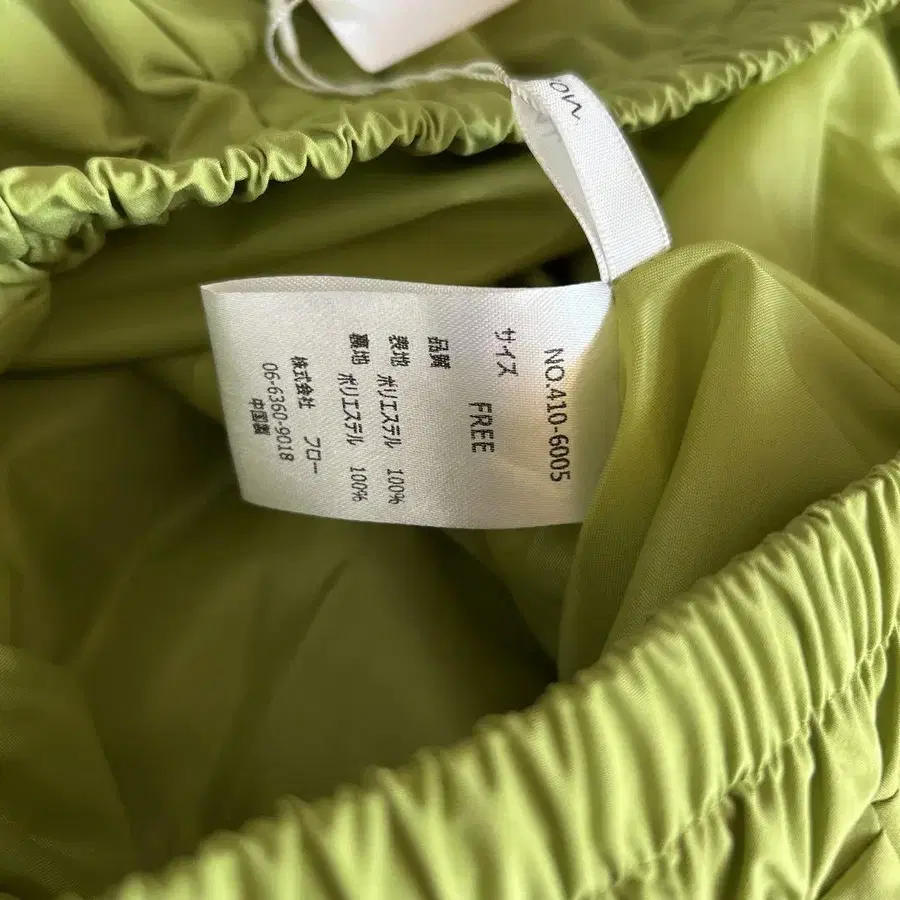 NO.410-6005
サイズ FREE
品質
表地 ポリエステル 100%
裏地 ポリエステル 100%
株式会社 フロー
06-6360-9018
中国製